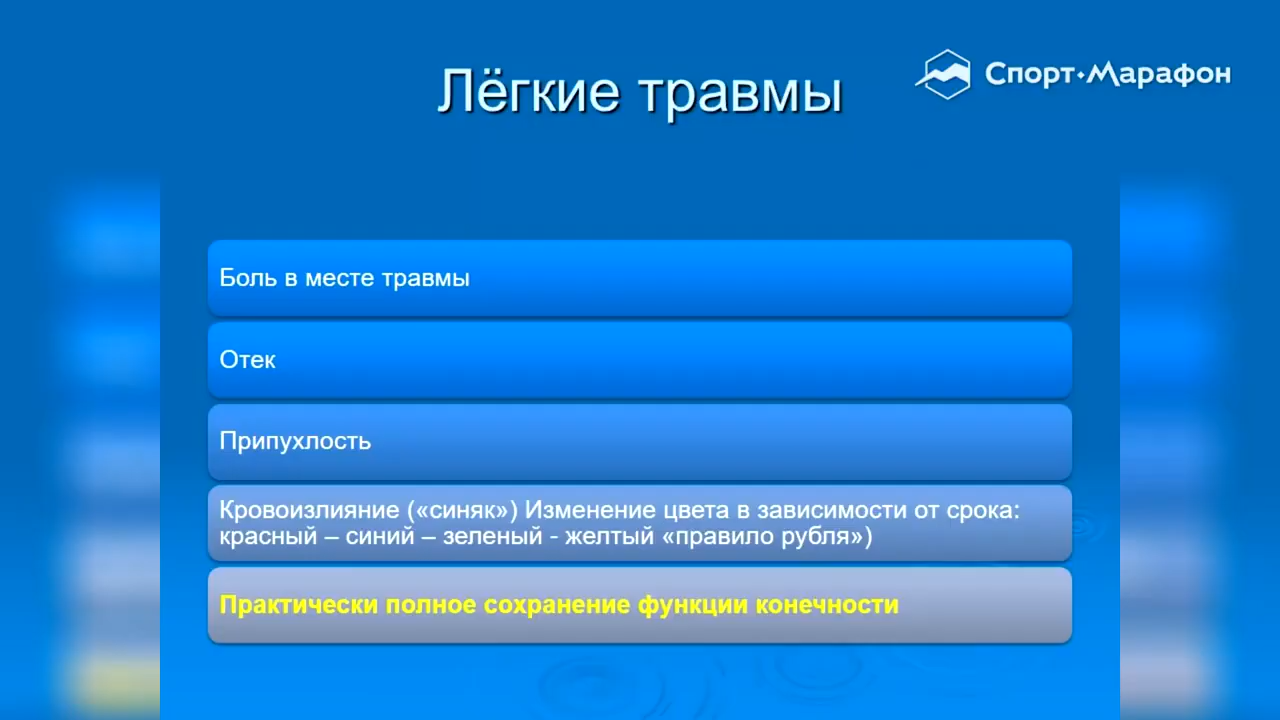 Лёгкие травмы
Спорт-Марафон
Боль в месте травмы
Отек
Припухлость
Кровоизлияние («синяк») Изменение цвета в зависимости от срока:
красный – синий – зеленый - желтый «правило рубля»)
Практически полное сохранение функции конечности